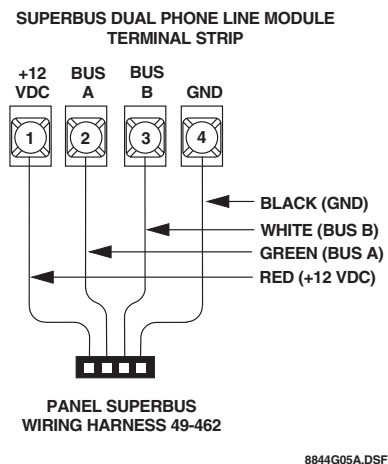 SUPERBUS DUAL PHONE LINE MODULE
TERMINAL STRIP
+12 VDC
BUS A
BUS B
GND
1 2 3 4
BLACK (GND)
WHITE (BUS B)
GREEN (BUS A)
RED (+12 VDC)
PANEL SUPERBUS
WIRING HARNESS 49-462
8844G05A.DSF